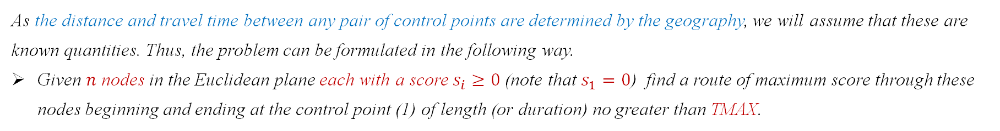 As the distance and travel time between any pair of control points are determined by the geography, we will assume that these are
known quantities. Thus, the problem can be formulated in the following way.
➢ Given n nodes in the Euclidean plane each with a score sᵢ ≥ 0 (note that s₁ = 0) find a route of maximum score through these
nodes beginning and ending at the control point (1) of length (or duration) no greater than TMAX.